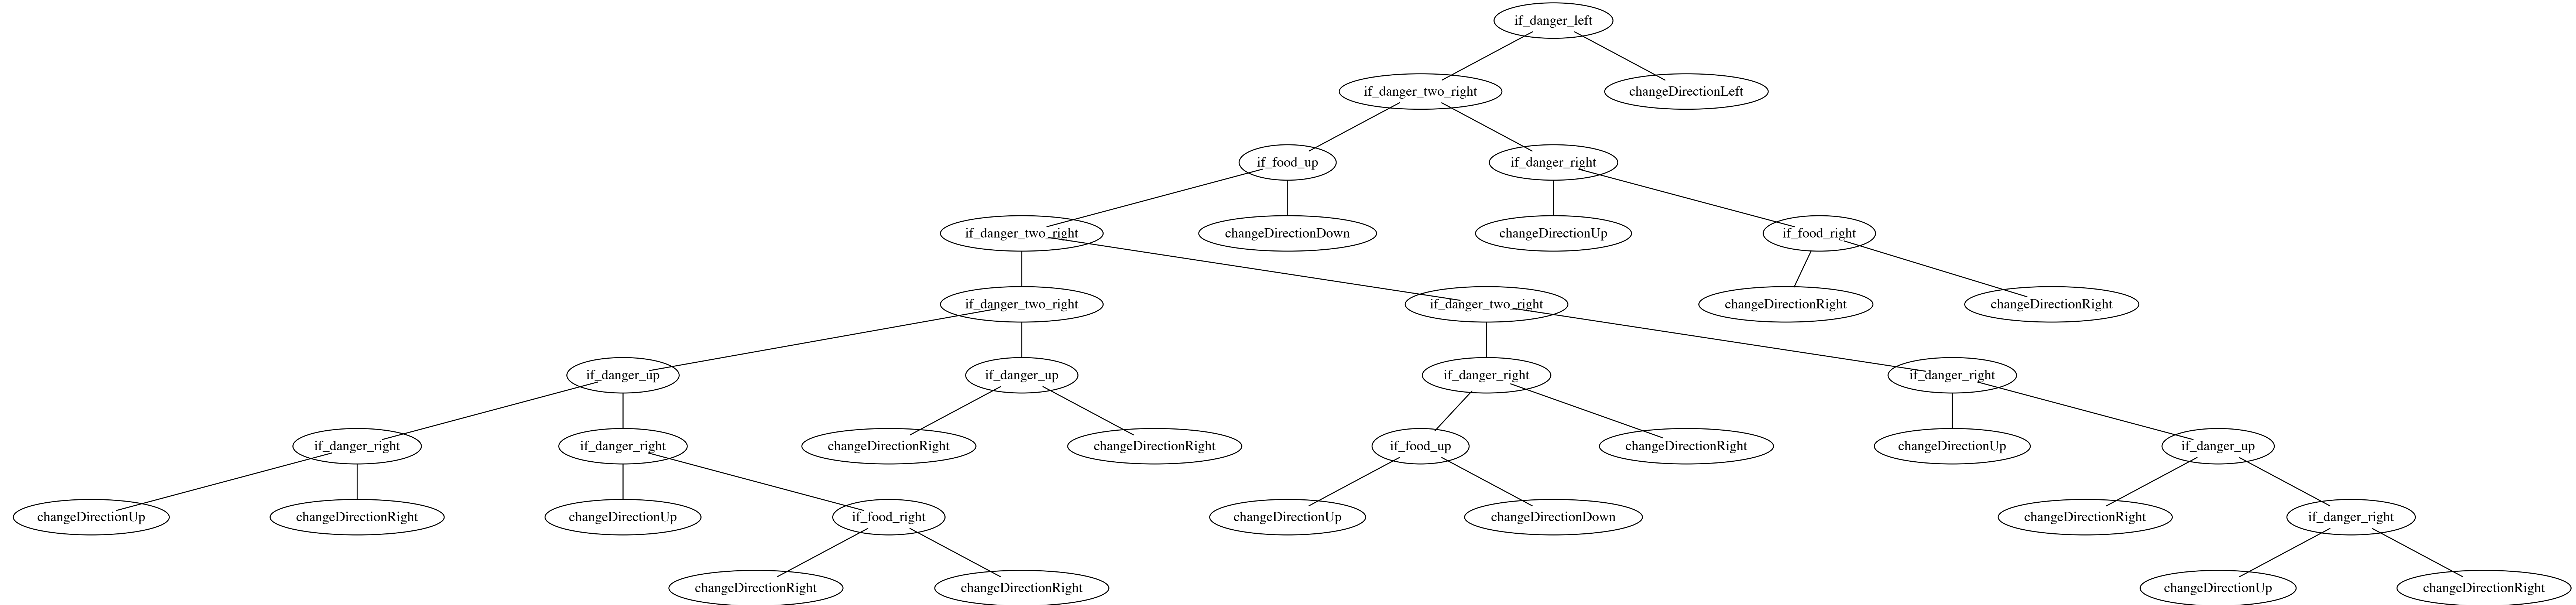 if_danger_left
if_danger_two_right
changeDirectionLeft
if_food_up
if_danger_right
if_danger_two_right
changeDirectionDown
changeDirectionUp
if_food_right
if_danger_two_right
if_danger_two_right
changeDirectionRight
changeDirectionRight
if_danger_up
if_danger_up
if_danger_right
if_danger_right
if_danger_right
if_danger_right
changeDirectionRight
changeDirectionRight
if_food_up
changeDirectionRight
changeDirectionUp
if_danger_up
changeDirectionUp
changeDirectionRight
changeDirectionUp
if_food_right
changeDirectionUp
changeDirectionDown
changeDirectionRight
if_danger_right
changeDirectionRight
changeDirectionRight
changeDirectionUp
changeDirectionRight